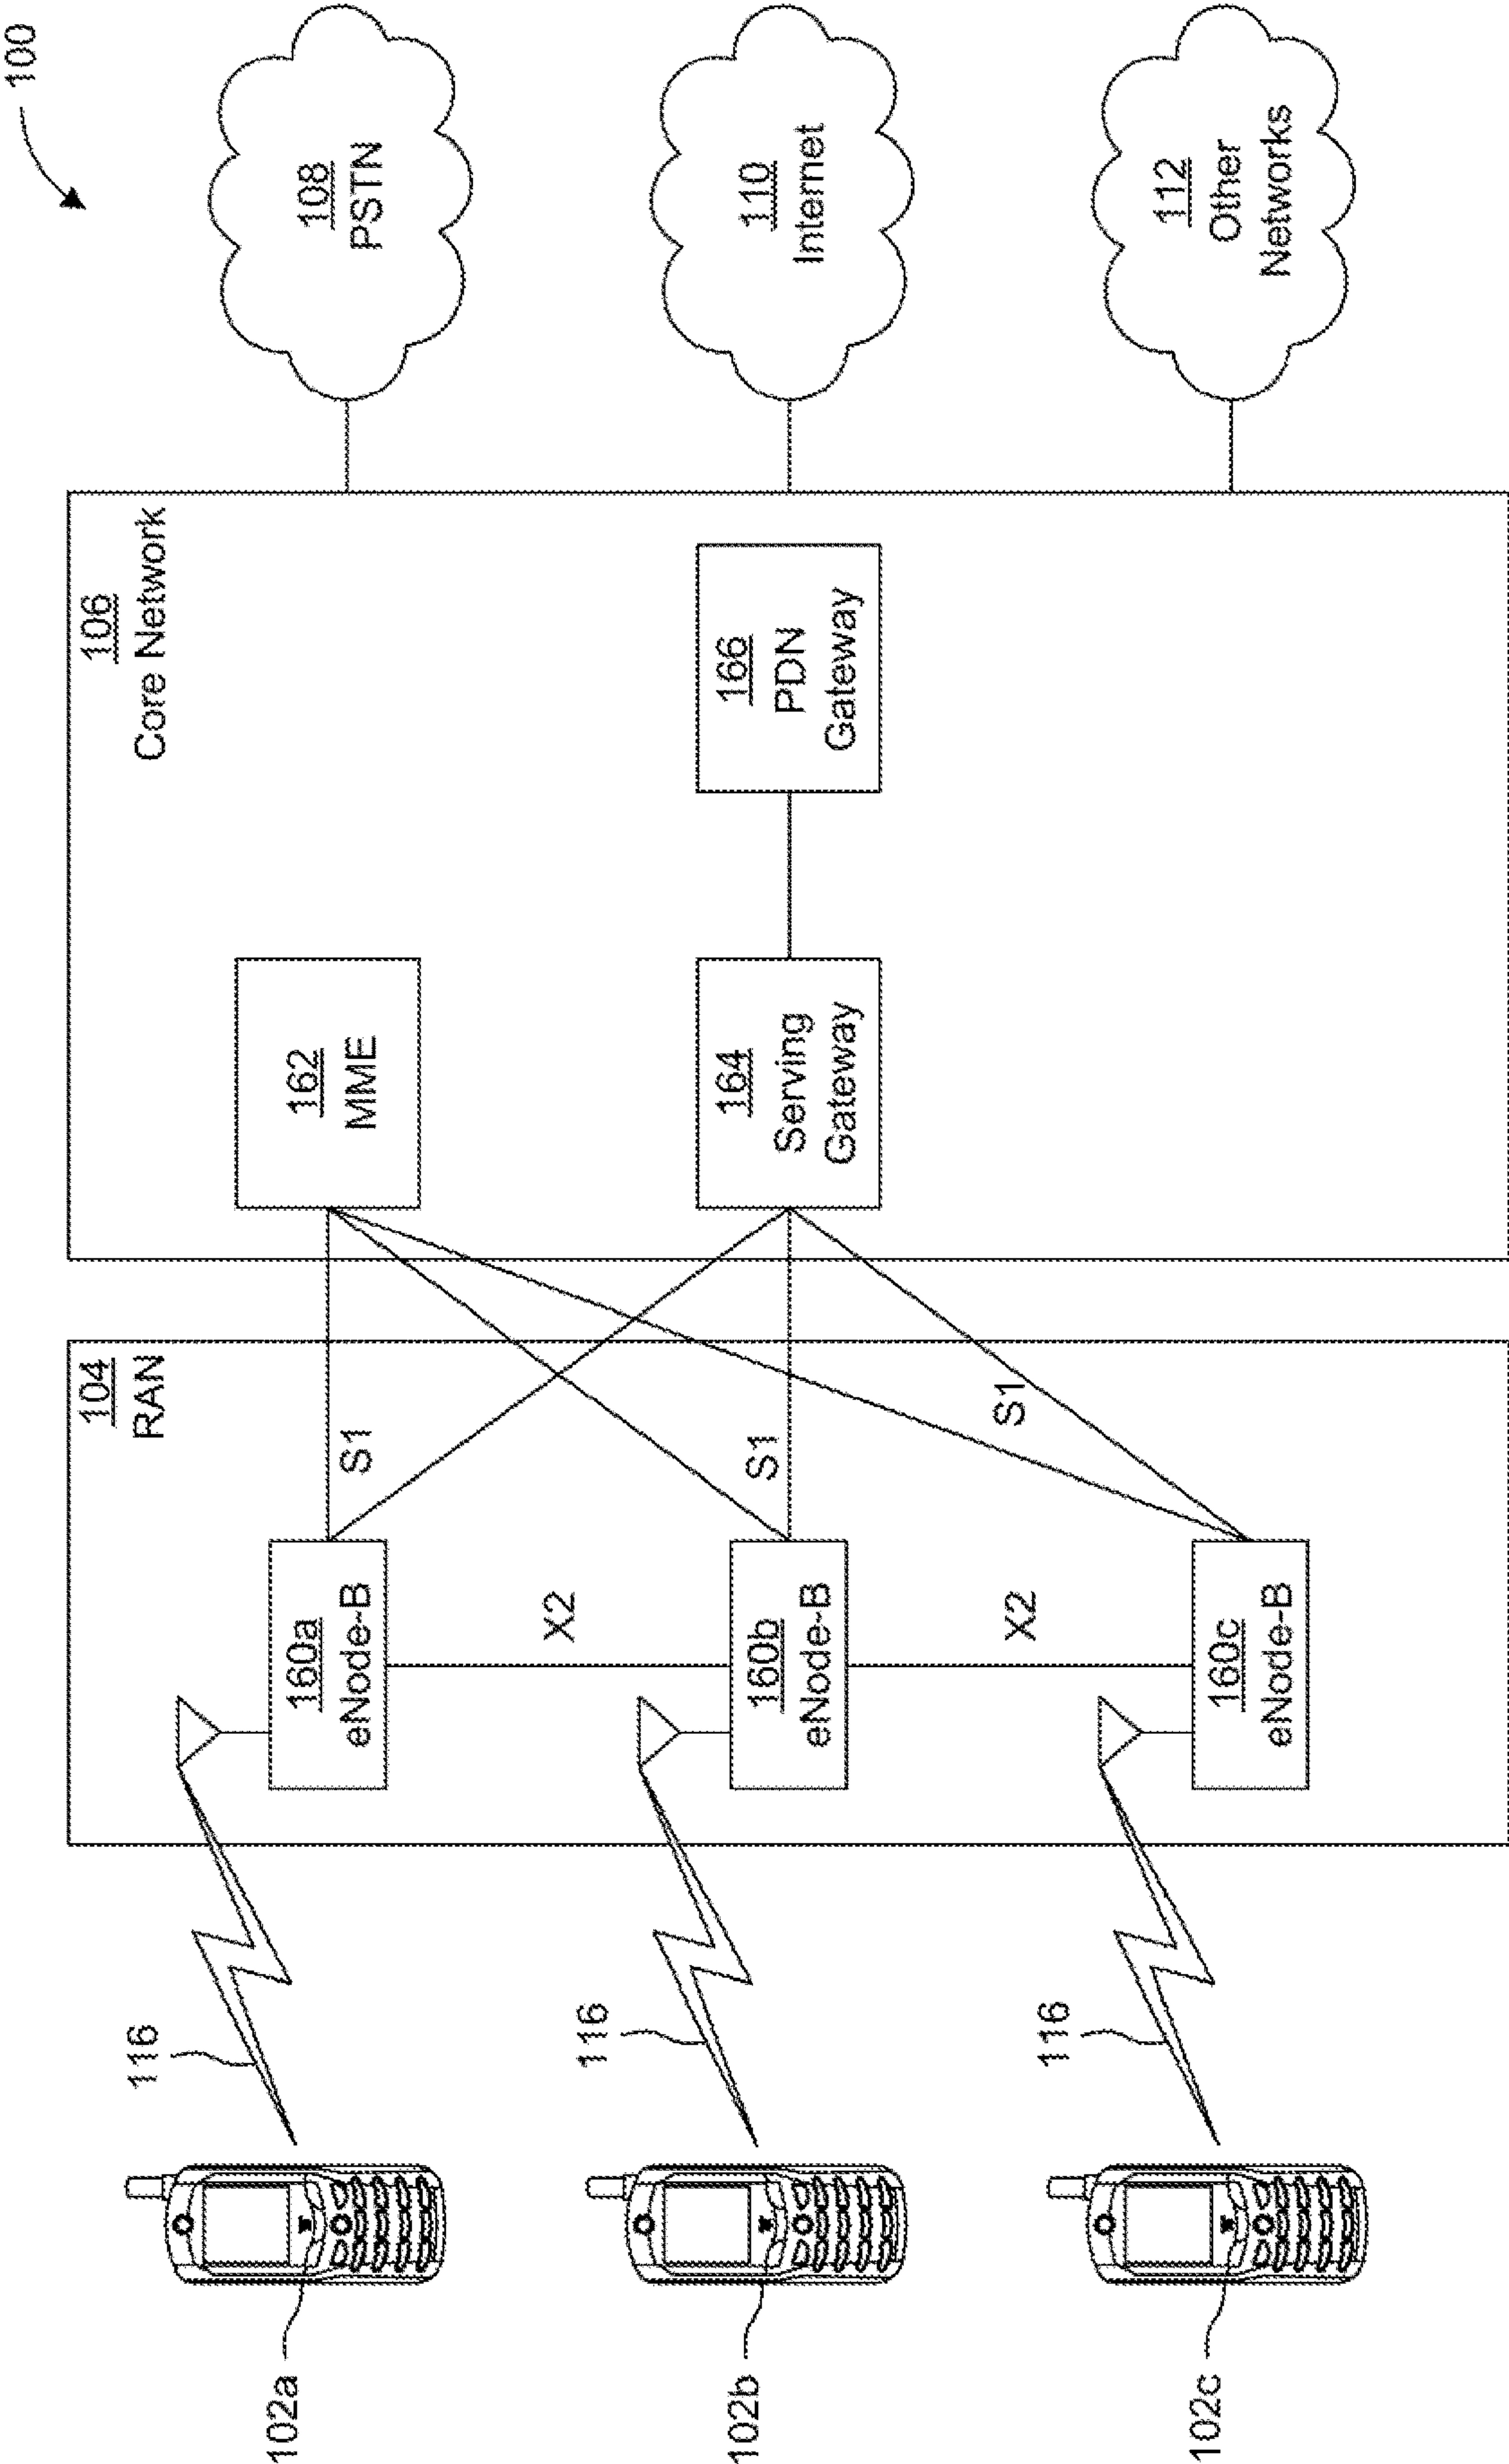 100
102a
116
104
RAN
160a
eNode-B
S1
X2
106
Core Network
162
MME
108
PSTN
102b
116
160b
eNode-B
S1
X2
164
Serving
Gateway
166
PDN
Gateway
110
Internet
102c
116
160c
eNode-B
S1
112
Other
Networks